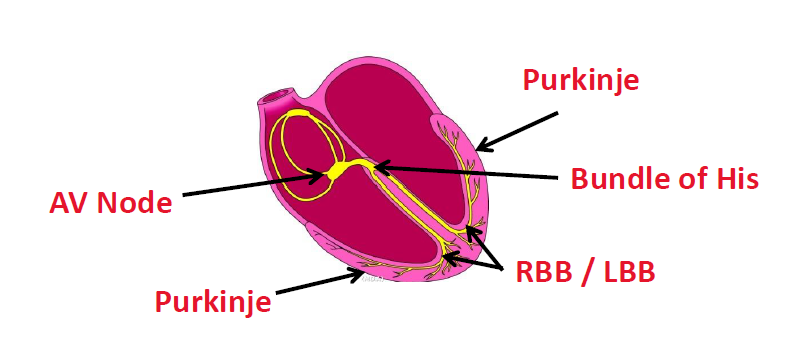 Purkinje
Bundle of His
AV Node
RBB / LBB
Purkinje